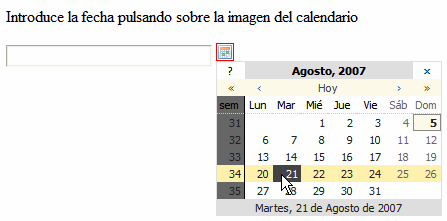 Introduce la fecha pulsando sobre la imagen del calendario
? Agosto, 2007 x
« ‹ Hoy › »
sem Lun Mar Mié Jue Vie Sáb Dom
31 1 2 3 4 5
32 6 7 8 9 10 11 12
33 13 14 15 16 17 18 19
34 20 21 22 23 24 25 26
35 27 28 29 30 31
Martes, 21 de Agosto de 2007